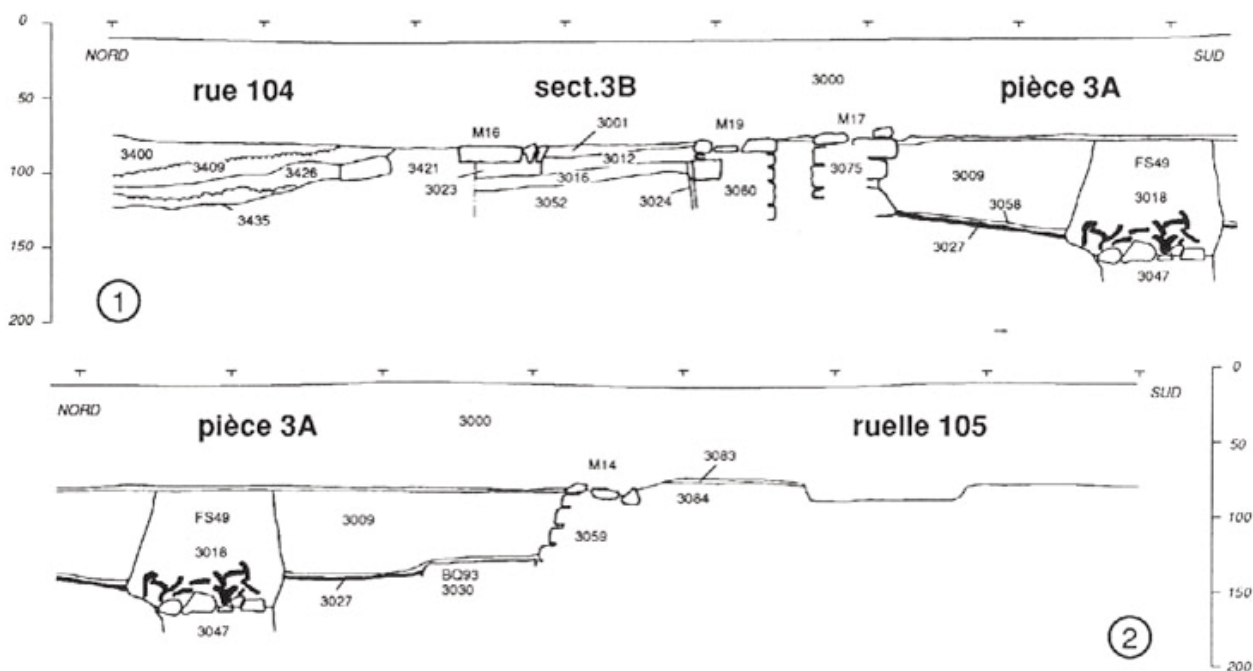 0
50
100
150
200
NORD
SUD
rue 104
sect.3B
3000
pièce 3A
M16
3001
M19
M17
3400
3409
3426
3421
3012
3023
3016
3052
3024
3060
3075
3009
FS49
3018
3058
3435
3027
3047
1
NORD
SUD
0
50
100
150
200
pièce 3A
3000
ruelle 105
M14
3083
3084
FS49
3009
3018
3059
BQ93
3030
3027
3047
2